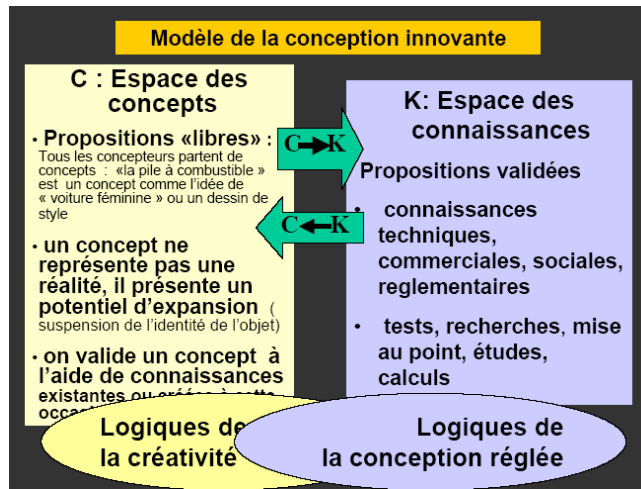 Modèle de la conception innovante
C : Espace des
concepts
• Propositions «libres» :
Tous les concepteurs partent de
concepts : «la pile à combustible»
est un concept comme l'idée de
« voiture féminine » ou un dessin de
style
• un concept ne
représente pas une
réalité, il présente un
potentiel d'expansion (
suspension de l'identité de l'objet)
• on valide un concept à
l'aide de connaissances
existantes ou
C→K
C←K
K: Espace des
connaissances
Propositions validées
• connaissances
techniques,
commerciales, sociales,
reglementaires
• tests, recherches, mise
au point, études,
calculs
Logiques de
la créativité
Logiques de
la conception réglée